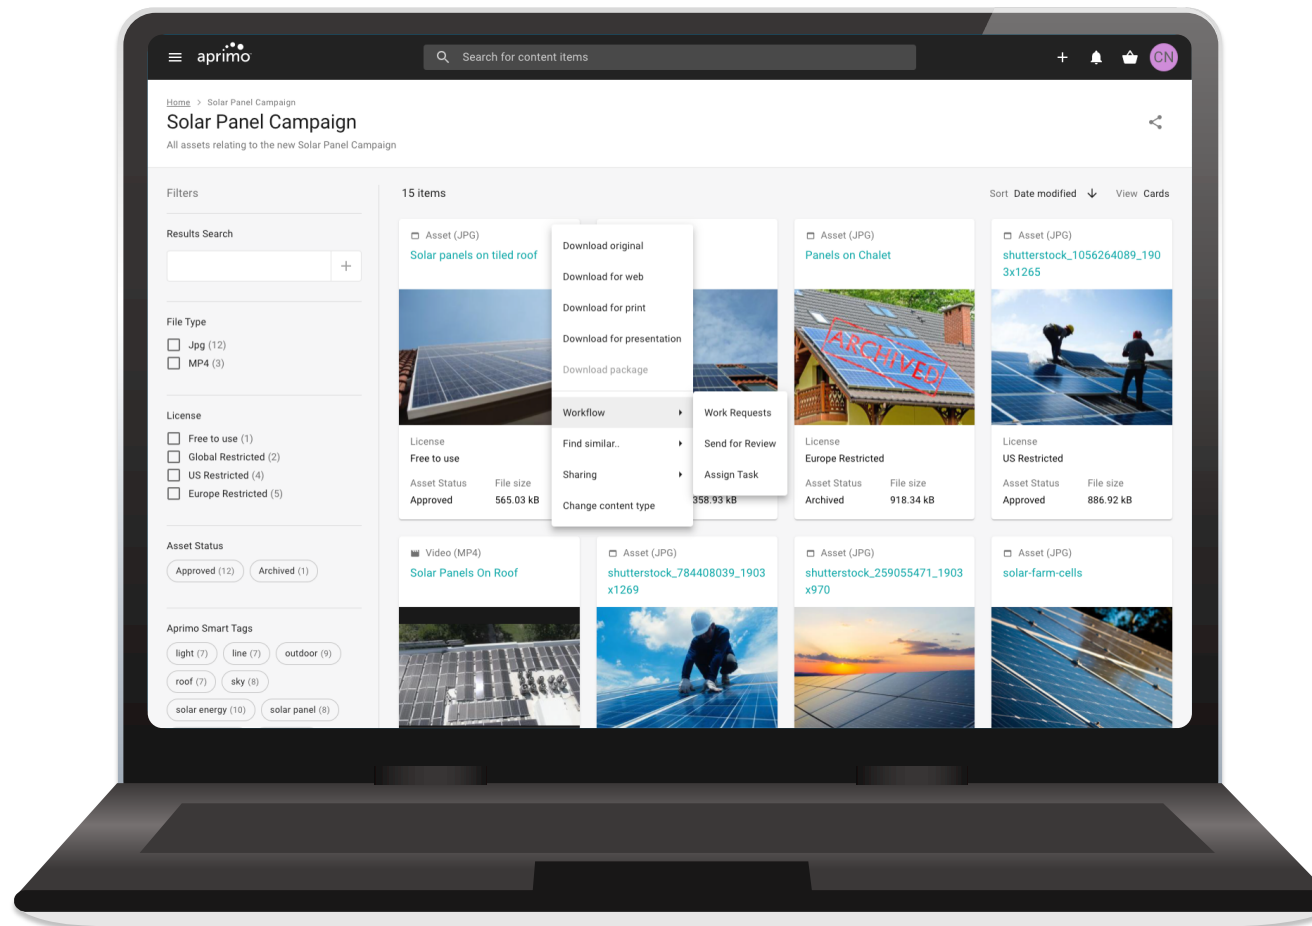 aprimo
Search for content items
CN
Home > Solar Panel Campaign
Solar Panel Campaign
All assets relating to the new Solar Panel Campaign
Filters
Results Search
File Type
Jpg (12)
MP4 (3)
License
Free to use (1)
Global Restricted (2)
US Restricted (4)
Europe Restricted (5)
Asset Status
Approved (12) Archived (1)
Aprimo Smart Tags
light (7) line (7) outdoor (9)
roof (7) sky (8)
solar energy (10) solar panel (8)
15 items
Sort Date modified View Cards
Asset (JPG)
Solar panels on tiled roof
License
Free to use
Asset Status File size
Approved 565.03 kB
Download original
Download for web
Download for print
Download for presentation
Download package
Workflow
Find similar..
Sharing
Change content type
Work Requests
Send for Review
Assign Task
358.93 kB
Asset (JPG)
Panels on Chalet
ARCHIVED
License
Europe Restricted
Asset Status File size
Archived 918.34 kB
Asset (JPG)
shutterstock_1056264089_190
3x1265
License
US Restricted
Asset Status File size
Approved 886.92 kB
Video (MP4)
Solar Panels On Roof
Asset (JPG)
shutterstock_784408039_1903
x1269
Asset (JPG)
shutterstock_259055471_1903
x970
Asset (JPG)
solar-farm-cells